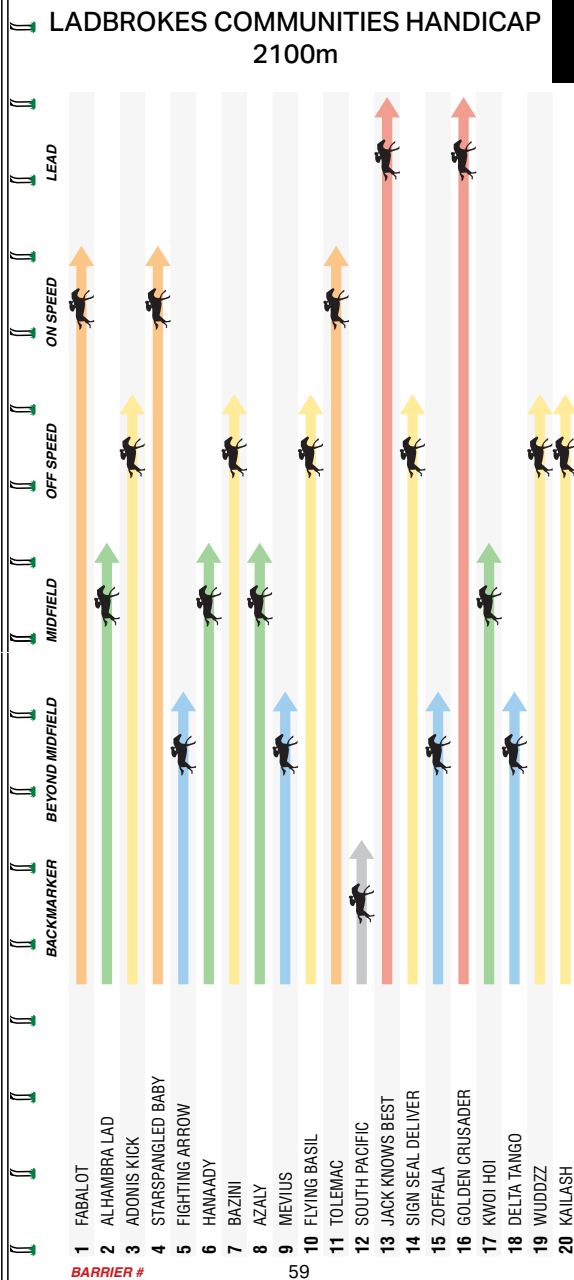 LADBROKES COMMUNITIES HANDICAP
2100m
LEAD
ON SPEED
OFF SPEED
MIDFIELD
BEYOND MIDFIELD
BACKMARKER
1 FABALOT
2 ALHAMBRA LAD
3 ADONIS KICK
4 STARSPANGLED BABY
5 FIGHTING ARROW
6 HANAADY
7 BAZINI
8 AZALY
9 MEVIUS
10 FLYING BASIL
11 TOLEMAC
12 SOUTH PACIFIC
13 JACK KNOWS BEST
14 SIGN SEAL DELIVER
15 ZOFFALA
16 GOLDEN CRUSADER
17 KWOI HOI
18 DELTA TANGO
19 WUDDZZ
20 KAILASH
BARRIER #
59